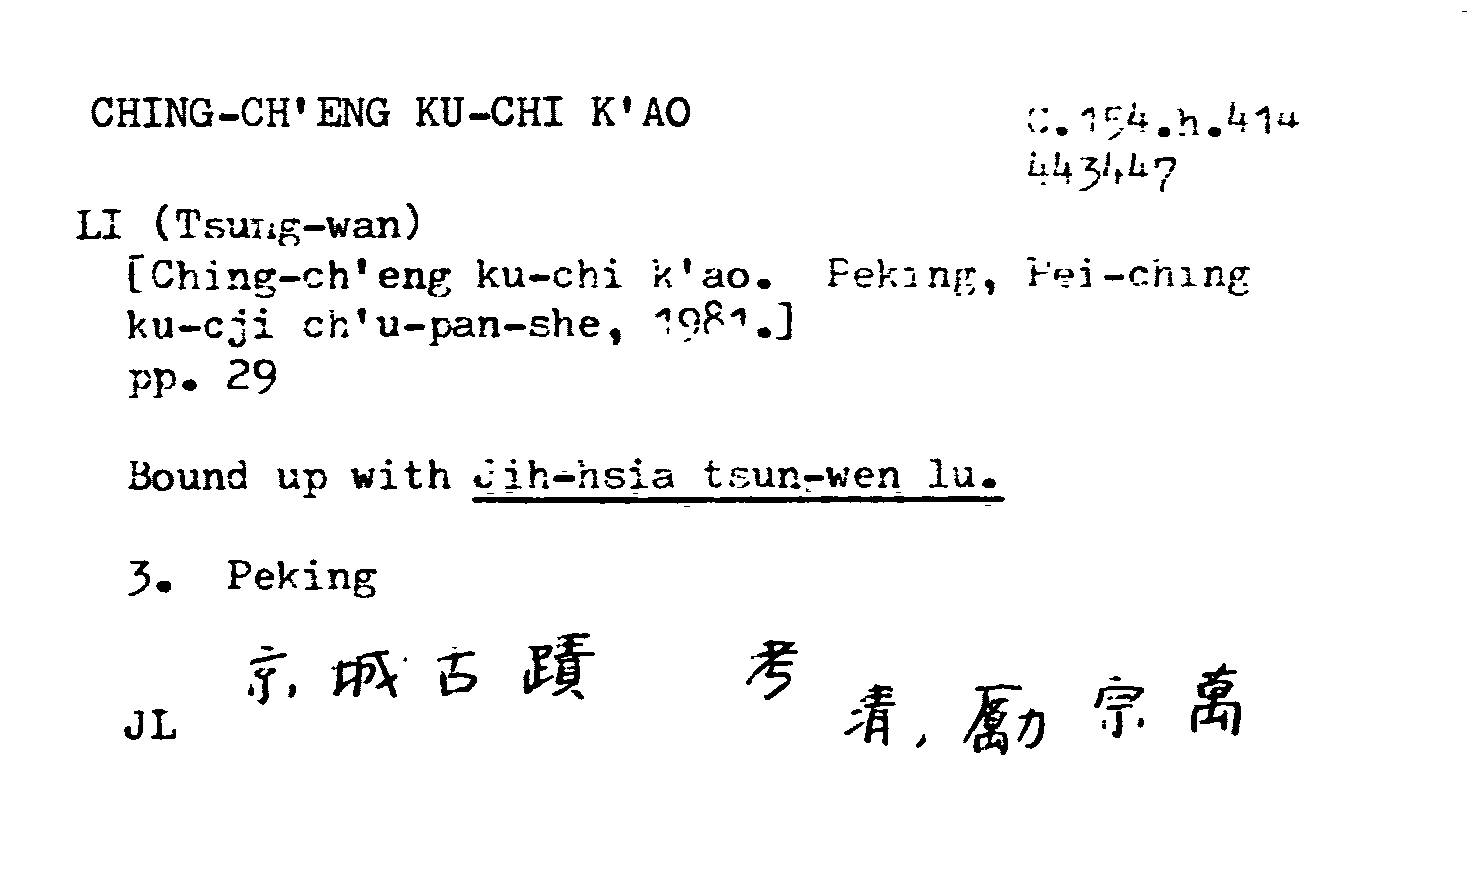 CHING-CH'ENG KU-CHI K'AO
C.154.h.414
443447
LI (Tsung-wan)
[Ching-ch'eng ku-chi k'ao. Peking, Pei-ching
ku-cji ch'u-pan-she, 1981.]
pp. 29
Bound up with Jih-hsia tsun-wen lu.
3. Peking
京城古蹟 考
清,厲力 宗萬
JL